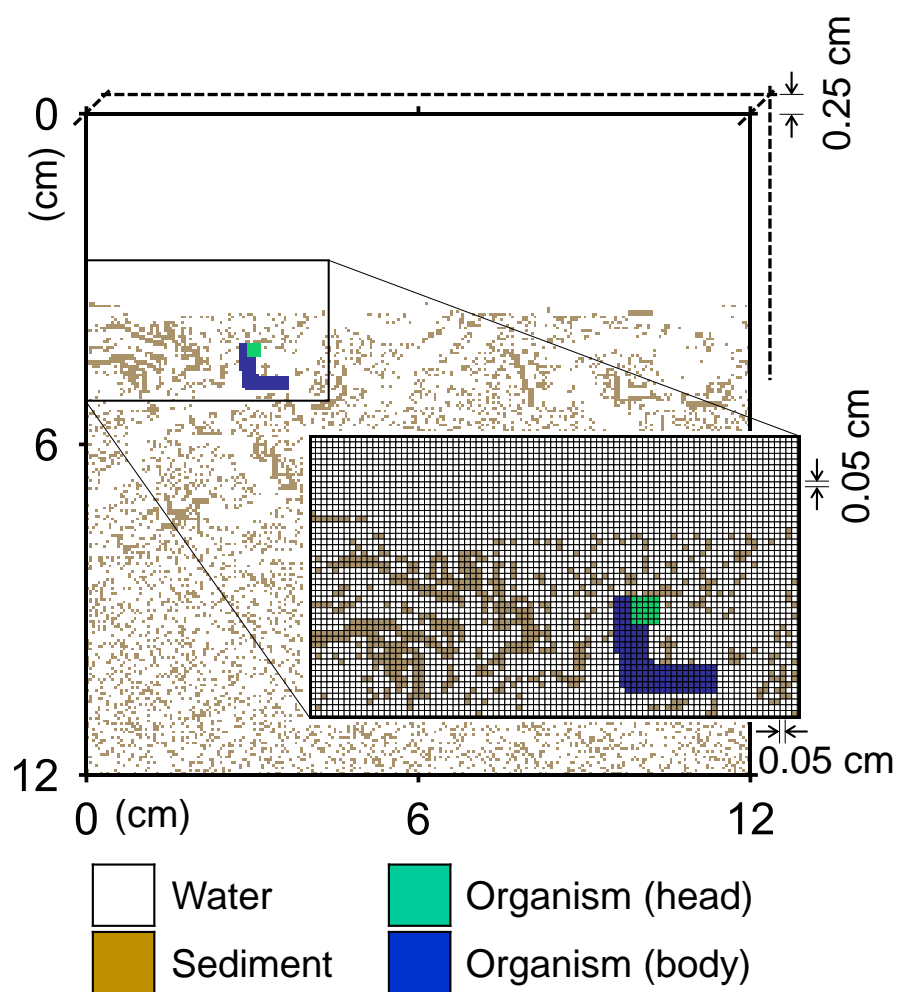 0.25 cm
0
(cm)
6
0.05 cm
0.05 cm
12
0
(cm)
6
12
Water
Organism (head)
Sediment
Organism (body)